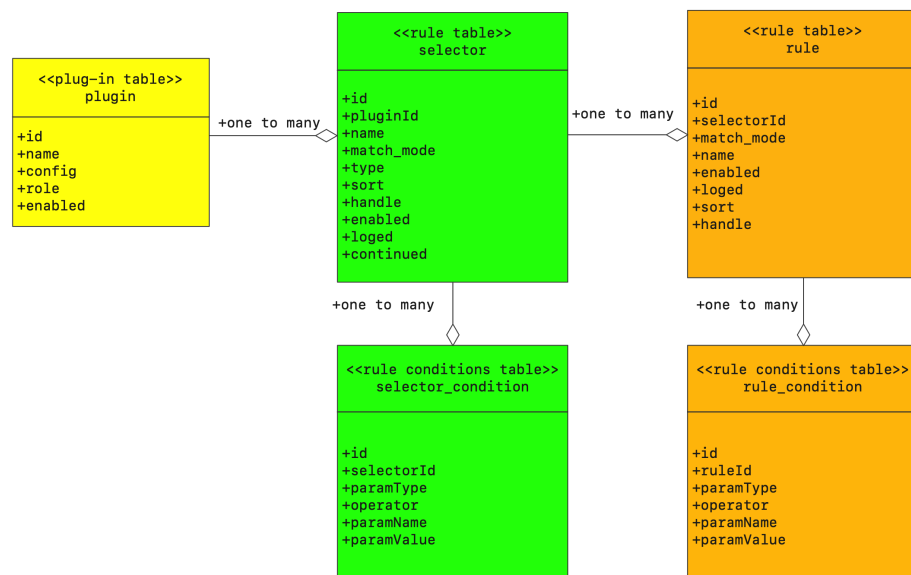 <<plug-in table>>
plugin
+id
+name
+config
+role
+enabled
+one to many
<<rule table>>
selector
+id
+pluginId
+name
+match_mode
+type
+sort
+handle
+enabled
+loged
+continued
+one to many
<<rule table>>
rule
+id
+selectorId
+match_mode
+name
+enabled
+loged
+sort
+handle
+one to many
+one to many
<<rule conditions table>>
selector_condition
+id
+selectorId
+paramType
+operator
+paramName
+paramValue
<<rule conditions table>>
rule_condition
+id
+ruleId
+paramType
+operator
+paramName
+paramValue